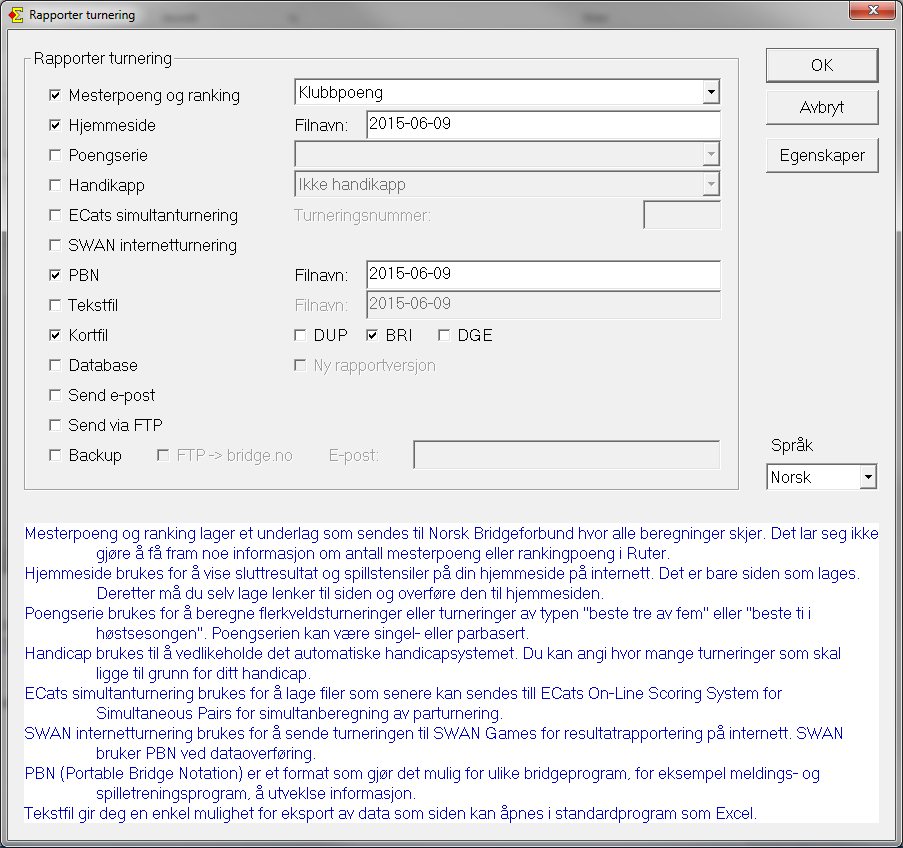 Rapporter turnering
Rapporter turnering
OK
Mesterpoeng og ranking Klubbpoeng
Avbryt
Hjemmeside Filnavn: 2015-06-09
Poengserie
Egenskaper
Handikapp Ikke handikapp
ECats simultanturnering Turneringsnummer:
SWAN internetturnering
PBN Filnavn: 2015-06-09
Tekstfil Filnavn: 2015-06-09
Kortfil DUP BRI DGE
Database Ny rapportversjon
Send e-post
Send via FTP
Backup FTP -> bridge.no E-post:
Språk
Norsk
Mesterpoeng og ranking lager et underlag som sendes til Norsk Bridgeforbund hvor alle beregninger skjer. Det lar seg ikke
gjøre å få fram noe informasjon om antall mesterpoeng eller rankingpoeng i Ruter.
Hjemmeside brukes for å vise sluttresultat og spillstensiler på din hjemmeside på internett. Det er bare siden som lages.
Deretter må du selv lage lenker til siden og overføre den til hjemmesiden.
Poengserie brukes for å beregne flerkveldsturneringer eller turneringer av typen "beste tre av fem" eller "beste ti i
høstsesongen". Poengserien kan være singel- eller parbasert.
Handicap brukes til å vedlikeholde det automatiske handicapsystemet. Du kan angi hvor mange turneringer som skal
ligge til grunn for ditt handicap.
ECats simultanturnering brukes for å lage filer som senere kan sendes till ECats On-Line Scoring System for
Simultaneous Pairs for simultanberegning av parturnering.
SWAN internetturnering brukes for å sende turneringen til SWAN Games for resultatrapportering på internett. SWAN
bruker PBN ved dataoverføring.
PBN (Portable Bridge Notation) er et format som gjør det mulig for ulike bridgeprogram, for eksempel meldings- og
spilletreningsprogram, å utveklse informasjon.
Tekstfil gir deg en enkel mulighet for eksport av data som siden kan åpnes i standardprogram som Excel.